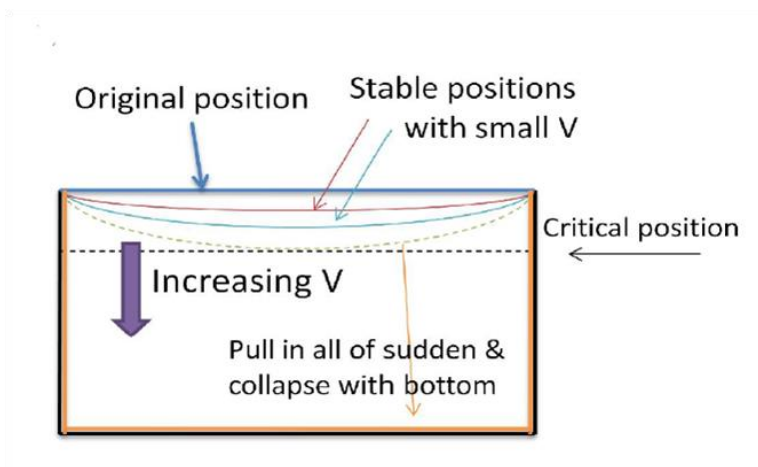 Original position
Stable positions
with small V
Critical position
Increasing V
Pull in all of sudden &
collapse with bottom